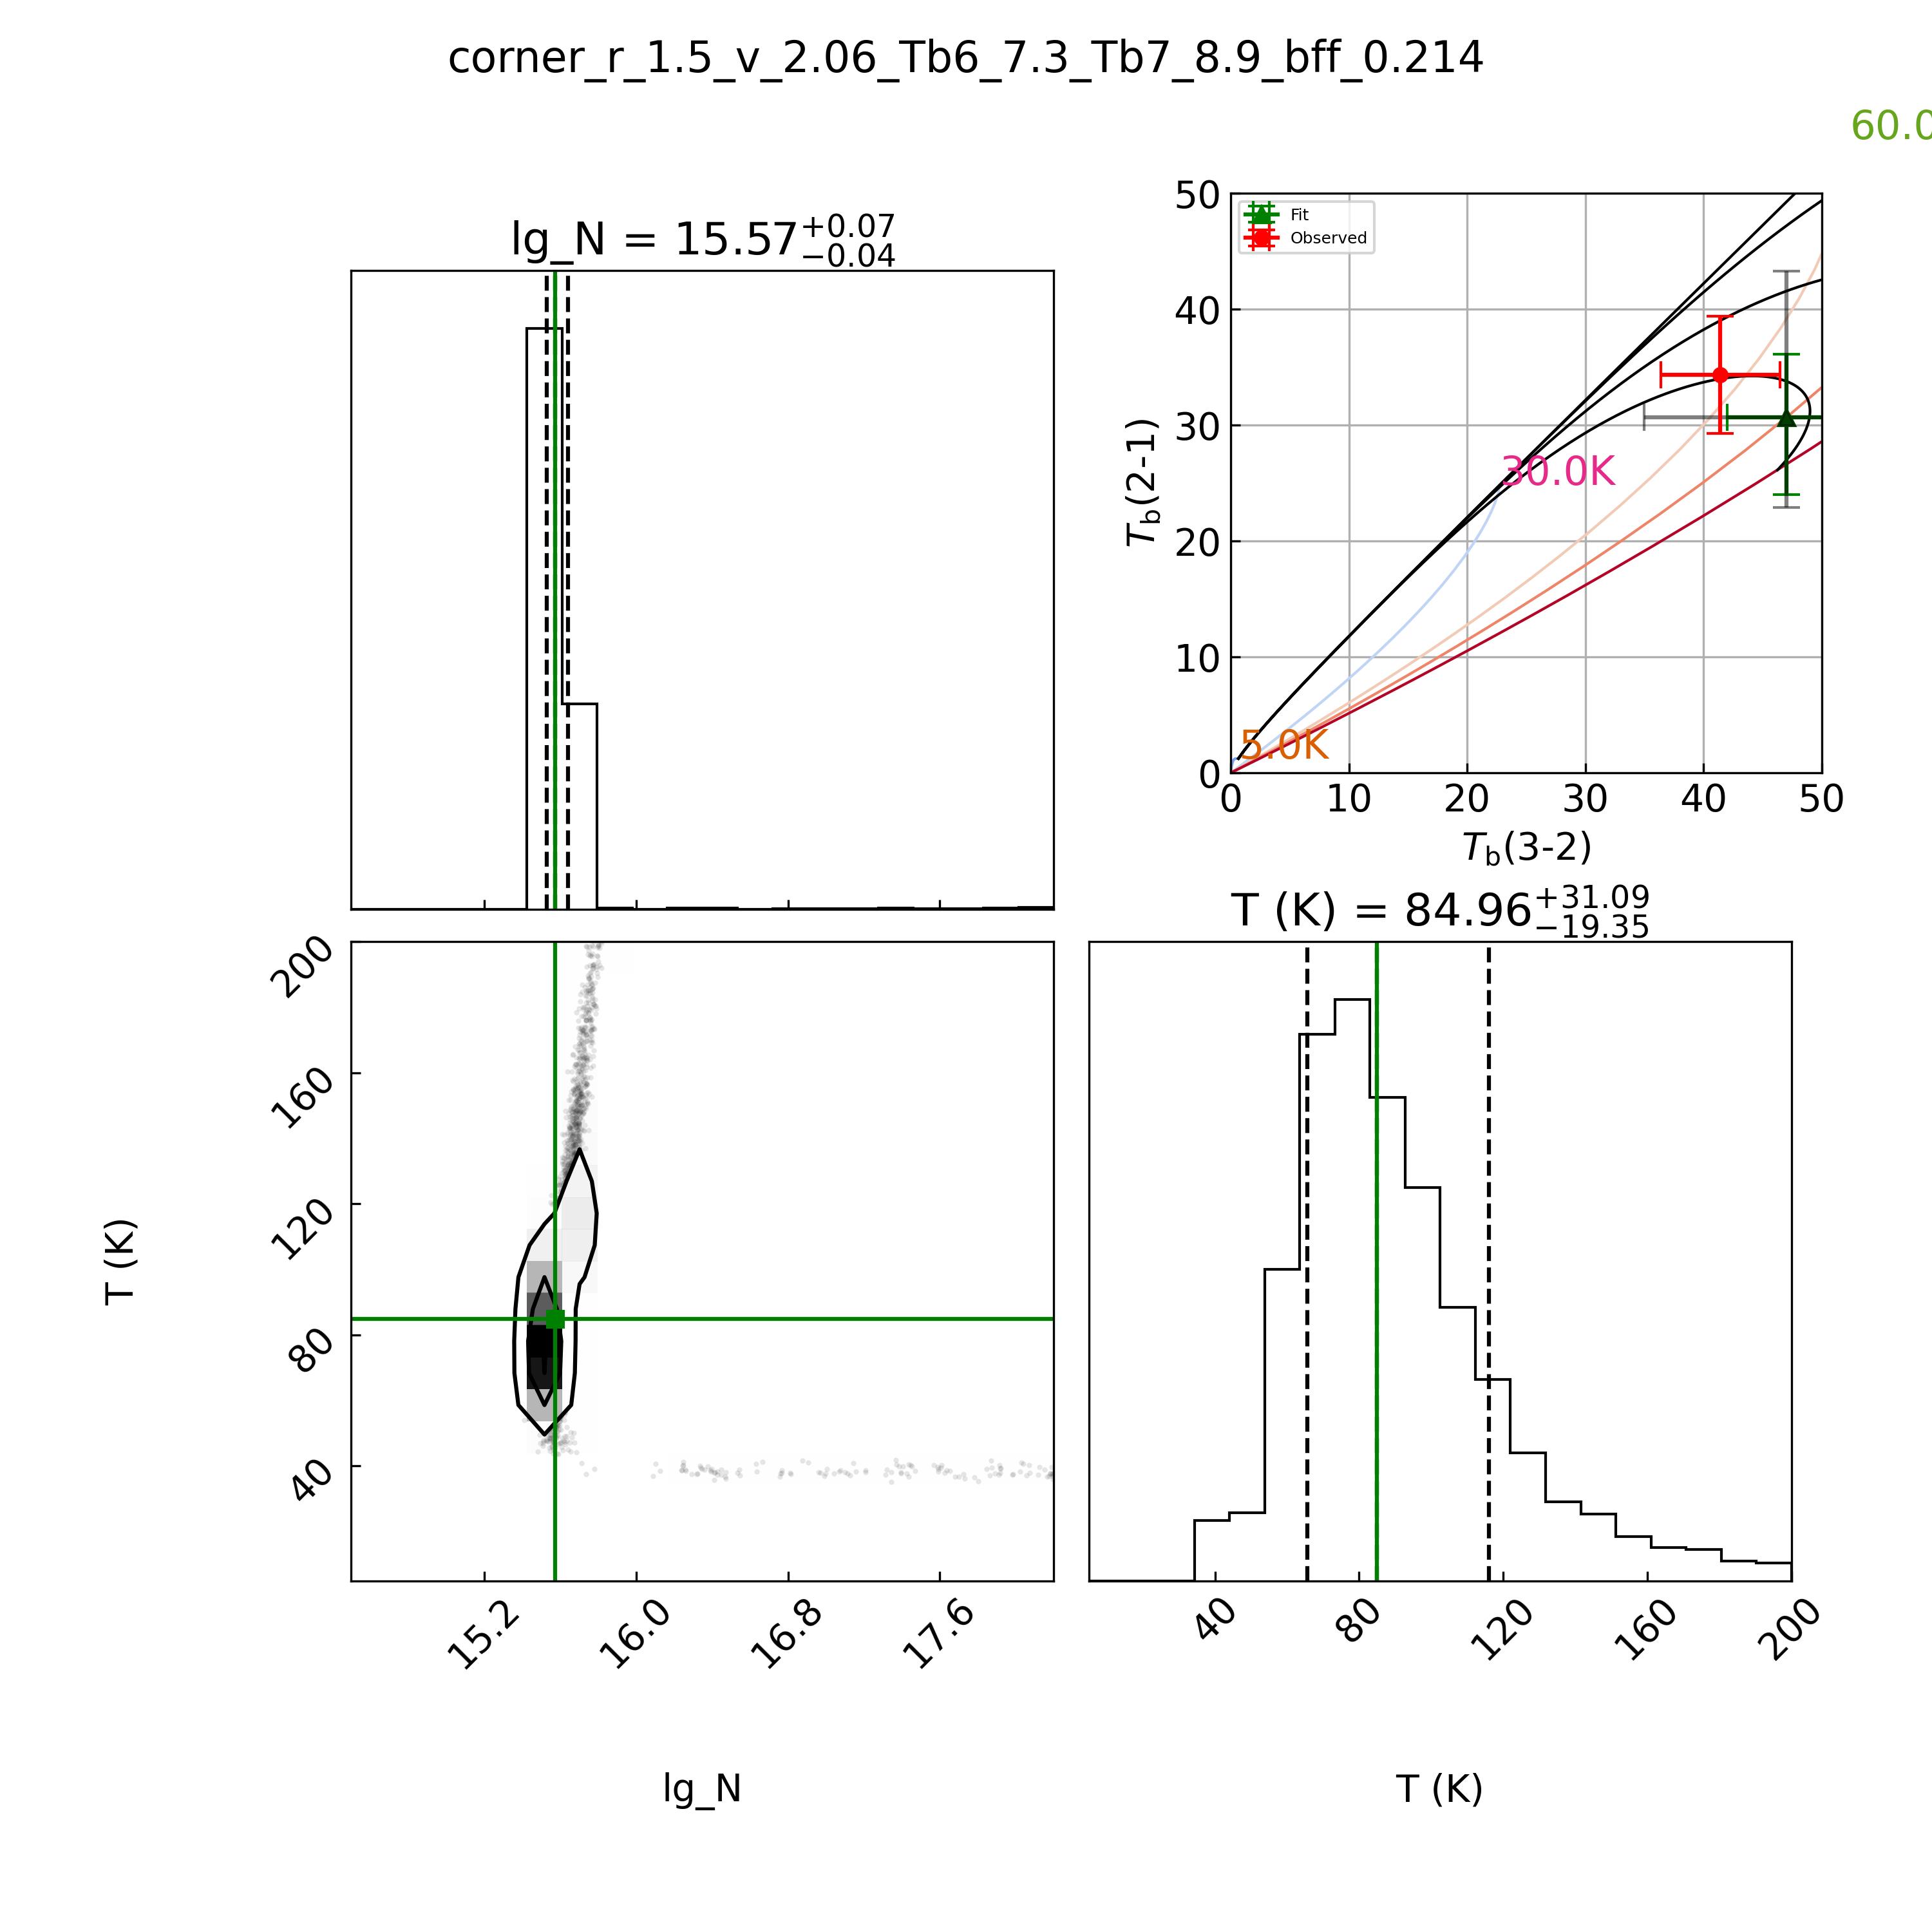 corner_r_1.5_v_2.06_Tb6_7.3_Tb7_8.9_bff_0.214
60.0
lg_N = 15.57+0.07−0.04
50
40
30
20
10
0
Tb(2-1)
Fit
Observed
30.0K
5.0K
0 10 20 30 40 50
Tb(3-2)
T (K) = 84.96+31.09−19.35
200
160
120
80
40
T (K)
15.2 16.0 16.8 17.6
lg_N
40 80 120 160 200
T (K)